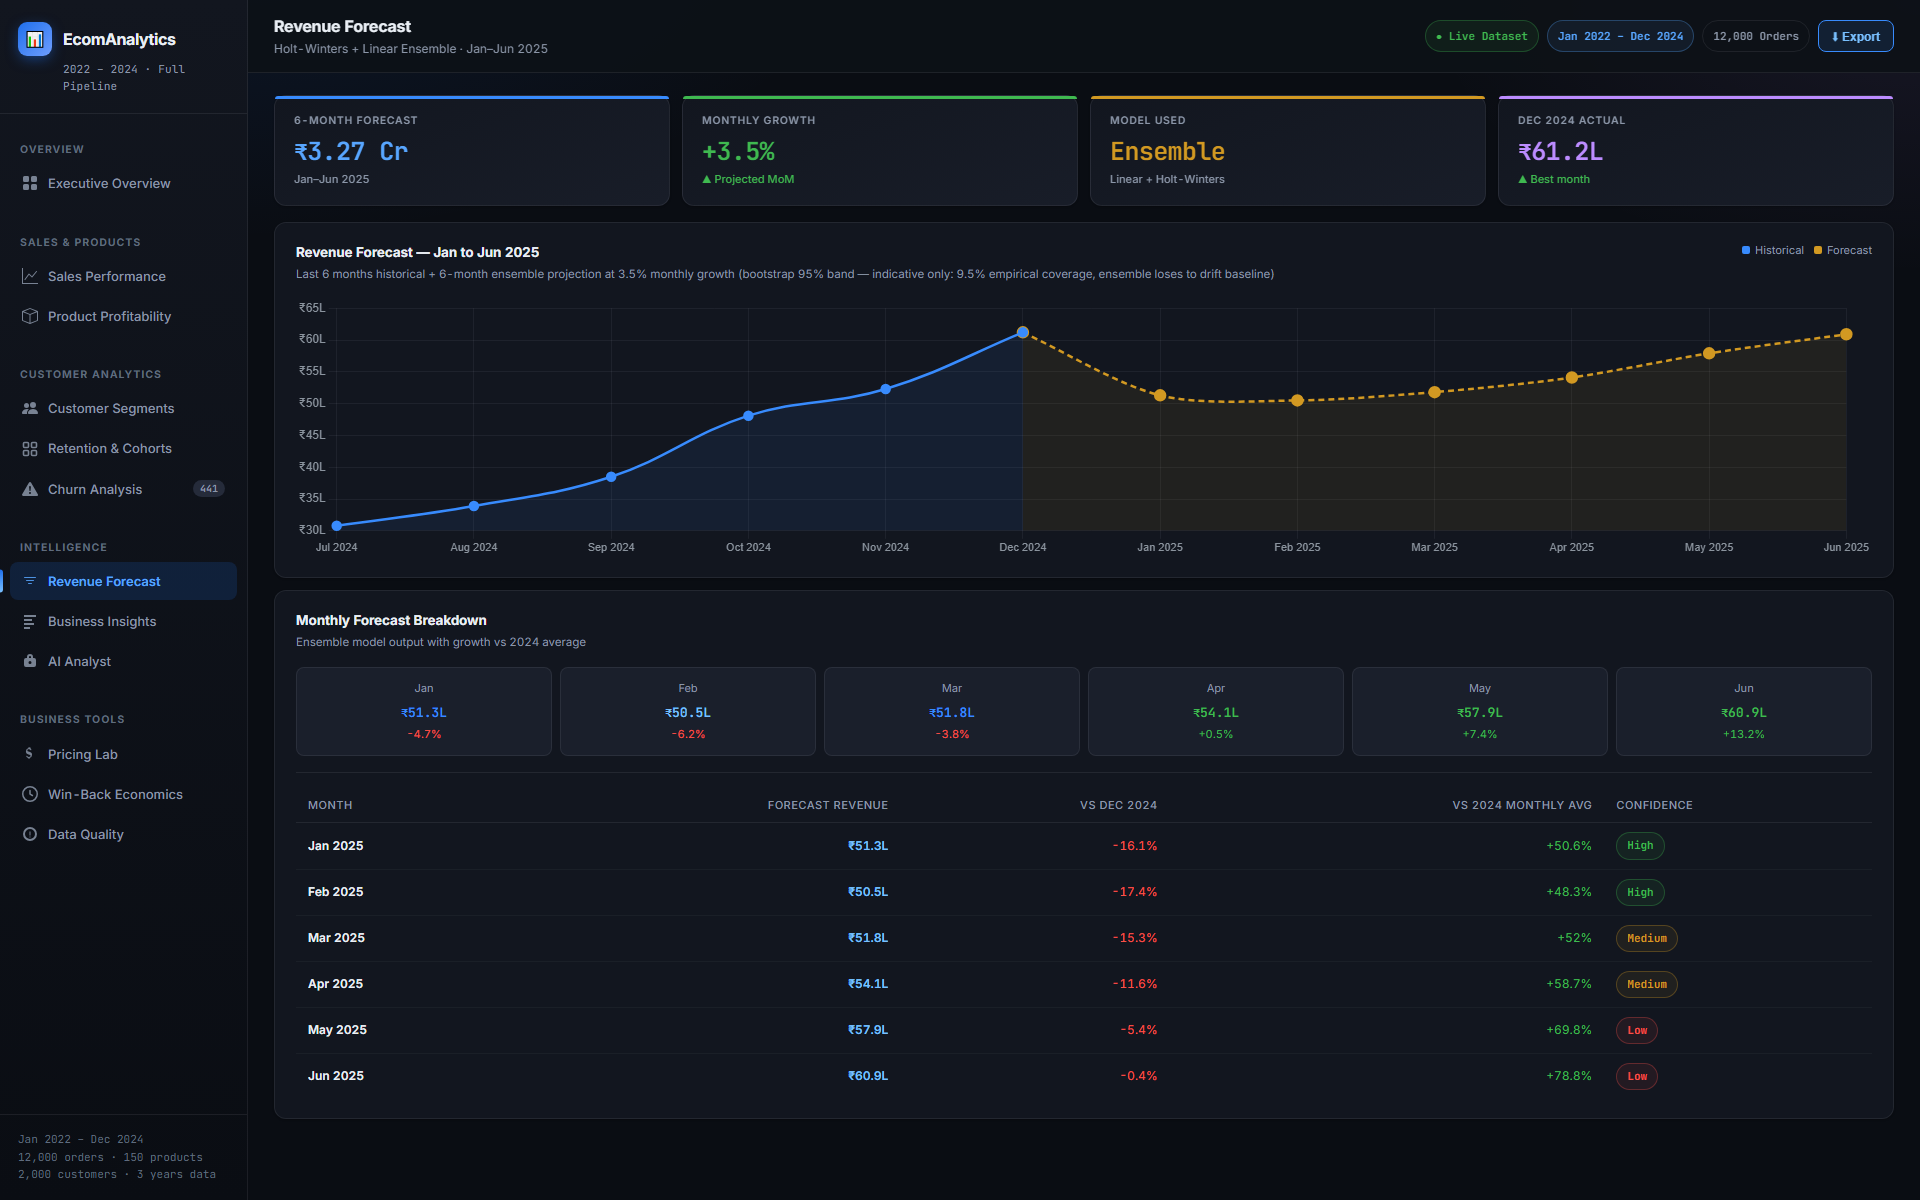 EcomAnalytics
2022 – 2024 · Full
Pipeline
OVERVIEW
Executive Overview
SALES & PRODUCTS
Sales Performance
Product Profitability
CUSTOMER ANALYTICS
Customer Segments
Retention & Cohorts
Churn Analysis 441
INTELLIGENCE
Revenue Forecast
Business Insights
AI Analyst
BUSINESS TOOLS
Pricing Lab
Win-Back Economics
Data Quality
Jan 2022 – Dec 2024
12,000 orders · 150 products
2,000 customers · 3 years data
Revenue Forecast
Holt-Winters + Linear Ensemble · Jan–Jun 2025
● Live Dataset
Jan 2022 – Dec 2024
12,000 Orders
⬇ Export
6-MONTH FORECAST
₹3.27 Cr
Jan–Jun 2025
MONTHLY GROWTH
+3.5%
▲ Projected MoM
MODEL USED
Ensemble
Linear + Holt-Winters
DEC 2024 ACTUAL
₹61.2L
▲ Best month
Revenue Forecast — Jan to Jun 2025
Last 6 months historical + 6-month ensemble projection at 3.5% monthly growth (bootstrap 95% band — indicative only: 9.5% empirical coverage, ensemble loses to drift baseline)
Historical Forecast
₹65L
₹60L
₹55L
₹50L
₹45L
₹40L
₹35L
₹30L
Jul 2024 Aug 2024 Sep 2024 Oct 2024 Nov 2024 Dec 2024 Jan 2025 Feb 2025 Mar 2025 Apr 2025 May 2025 Jun 2025
Monthly Forecast Breakdown
Ensemble model output with growth vs 2024 average
Jan
₹51.3L
-4.7%
Feb
₹50.5L
-6.2%
Mar
₹51.8L
-3.8%
Apr
₹54.1L
+0.5%
May
₹57.9L
+7.4%
Jun
₹60.9L
+13.2%
MONTH FORECAST REVENUE VS DEC 2024 VS 2024 MONTHLY AVG CONFIDENCE
Jan 2025 ₹51.3L -16.1% +50.6% High
Feb 2025 ₹50.5L -17.4% +48.3% High
Mar 2025 ₹51.8L -15.3% +52% Medium
Apr 2025 ₹54.1L -11.6% +58.7% Medium
May 2025 ₹57.9L -5.4% +69.8% Low
Jun 2025 ₹60.9L -0.4% +78.8% Low